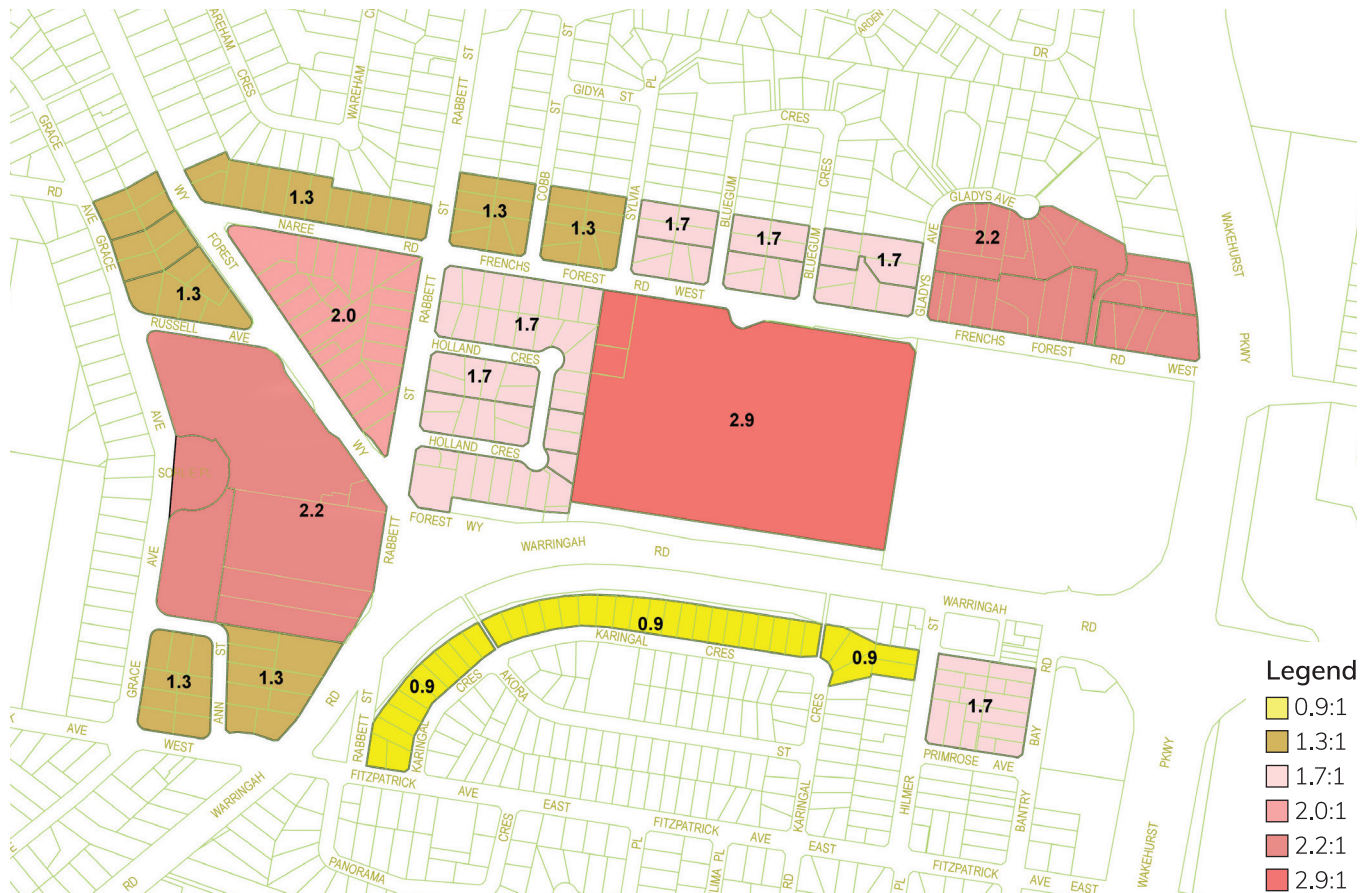 WAREHAM
CRES
WAREHAM
C
RABBETT
ST
ST
GIDYA ST
PL
ARDEN
DR
CRES
COBB
ST
GRACE
AVE
RD
GRACE
WY
FOREST
1.3
NAREE
RD
ST
1.3
1.3
SYLVIA
1.7
BLUEGUM
1.7
BLUEGUM
CRES
1.7
GLADYS AVE
AVE
GLADYS
2.2
WAKEHURST
PKWY
FRENCHS FOREST RD WEST
FRENCHS FOREST RD WEST
1.3
RUSSELL AVE
2.0
RABBETT
ST
1.7
HOLLAND CRES
1.7
HOLLAND CRES
2.9
WY
AVE
2.2
AVE
RABBETT
FOREST WY
WARRINGAH RD
WARRINGAH
RD
0.9
KARINGAL
CRES
0.9
0.9
CRES
AKORA
KARINGAL
ST
RABBETT
RD
1.3
1.3
GRACE
ANN
ST
AVE
WEST
WARRINGAH
RD
FITZPATRICK AVE EAST
FITZPATRICK AVE EAST
FITZPATRICK AVE EAST
PANORAMA
CRES
PL
LIMA PL
RD
PL
ST
KARINGAL
CRES
HILMER
ST
1.7
PRIMROSE AVE
BANTRY
BAY
RD
WAKEHURST
PKWY
Legend
0.9:1
1.3:1
1.7:1
2.0:1
2.2:1
2.9:1